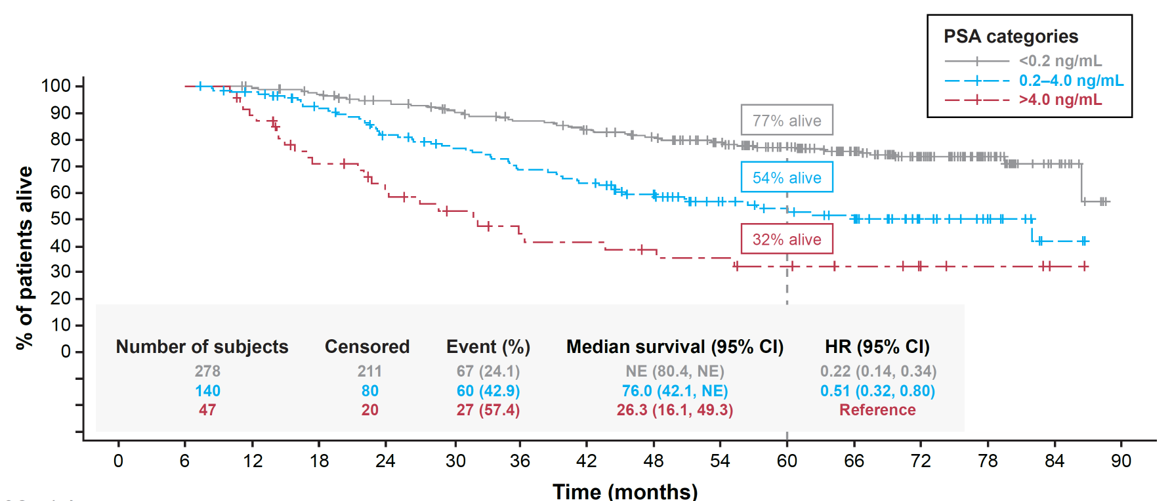 PSA categories
<0.2 ng/mL
0.2–4.0 ng/mL
>4.0 ng/mL
% of patients alive
100
90
80
70
60
50
40
30
20
10
0
77% alive
54% alive
32% alive
Number of subjects Censored Event (%) Median survival (95% CI) HR (95% CI)
278 211 67 (24.1) NE (80.4, NE) 0.22 (0.14, 0.34)
140 80 60 (42.9) 76.0 (42.1, NE) 0.51 (0.32, 0.80)
47 20 27 (57.4) 26.3 (16.1, 49.3) Reference
0 6 12 18 24 30 36 42 48 54 60 66 72 78 84 90
Time (months)